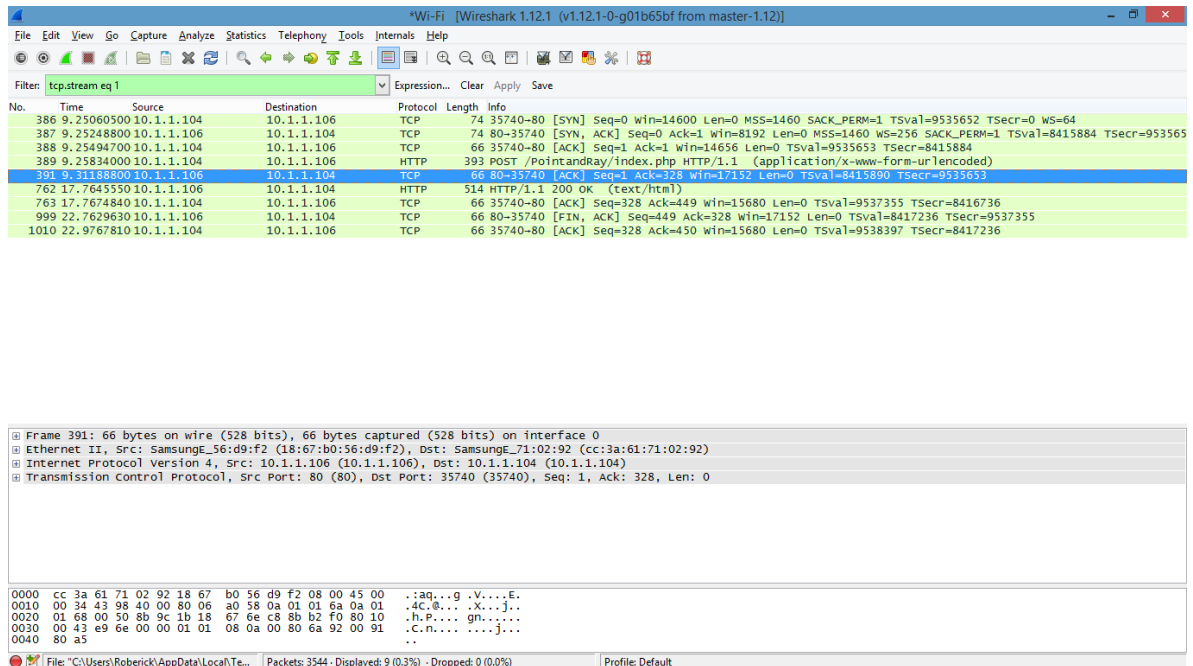 *Wi-Fi [Wireshark 1.12.1 (v1.12.1-0-g01b65bf from master-1.12)]
File Edit View Go Capture Analyze Statistics Telephony Tools Internals Help
Filter: tcp.stream eq 1 Expression... Clear Apply Save
No. Time Source Destination Protocol Length Info
386 9.25060500 10.1.1.104 10.1.1.106 TCP 74 35740→80 [SYN] Seq=0 Win=14600 Len=0 MSS=1460 SACK_PERM=1 TSval=9535652 TSecr=0 WS=64
387 9.25248800 10.1.1.106 10.1.1.104 TCP 74 80→35740 [SYN, ACK] Seq=0 Ack=1 Win=8192 Len=0 MSS=1460 WS=256 SACK_PERM=1 TSval=8415884 TSecr=953565
388 9.25494700 10.1.1.104 10.1.1.106 TCP 66 35740→80 [ACK] Seq=1 Ack=1 Win=14656 Len=0 TSval=9535653 TSecr=8415884
389 9.25834000 10.1.1.104 10.1.1.106 HTTP 393 POST /PointandRay/index.php HTTP/1.1 (application/x-www-form-urlencoded)
391 9.31188800 10.1.1.106 10.1.1.104 TCP 66 80→35740 [ACK] Seq=1 Ack=328 Win=17152 Len=0 TSval=8415890 TSecr=9535653
762 17.7645550 10.1.1.106 10.1.1.104 HTTP 514 HTTP/1.1 200 OK (text/html)
763 17.7674840 10.1.1.104 10.1.1.106 TCP 66 35740→80 [ACK] Seq=328 Ack=449 Win=15680 Len=0 TSval=9537355 TSecr=8416736
999 22.7629630 10.1.1.106 10.1.1.104 TCP 66 80→35740 [FIN, ACK] Seq=449 Ack=328 Win=17152 Len=0 TSval=8417236 TSecr=9537355
1010 22.9767810 10.1.1.104 10.1.1.106 TCP 66 35740→80 [ACK] Seq=328 Ack=450 Win=15680 Len=0 TSval=9538397 TSecr=8417236
Frame 391: 66 bytes on wire (528 bits), 66 bytes captured (528 bits) on interface 0
Ethernet II, Src: SamsungE_56:d9:f2 (18:67:b0:56:d9:f2), Dst: SamsungE_71:02:92 (cc:3a:61:71:02:92)
Internet Protocol Version 4, Src: 10.1.1.106 (10.1.1.106), Dst: 10.1.1.104 (10.1.1.104)
Transmission Control Protocol, Src Port: 80 (80), Dst Port: 35740 (35740), Seq: 1, Ack: 328, Len: 0
0000 cc 3a 61 71 02 92 18 67 b0 56 d9 f2 08 00 45 00 .:aq...g .V....E.
0010 00 34 43 98 40 00 80 06 a0 58 0a 01 01 6a 0a 01 .4C.@... .X...j..
0020 01 68 00 50 8b 9c 1b 18 67 6e c8 8b b2 f0 80 10 .h.P.... gn......
0030 00 43 e9 6e 00 00 01 01 08 0a 00 80 6a 92 00 91 .C.n.... ....j...
0040 80 a5 ..
File: "C:\Users\Roberick\AppData\Local\Te... Packets: 3544 · Displayed: 9 (0.3%) · Dropped: 0 (0.0%) Profile: Default